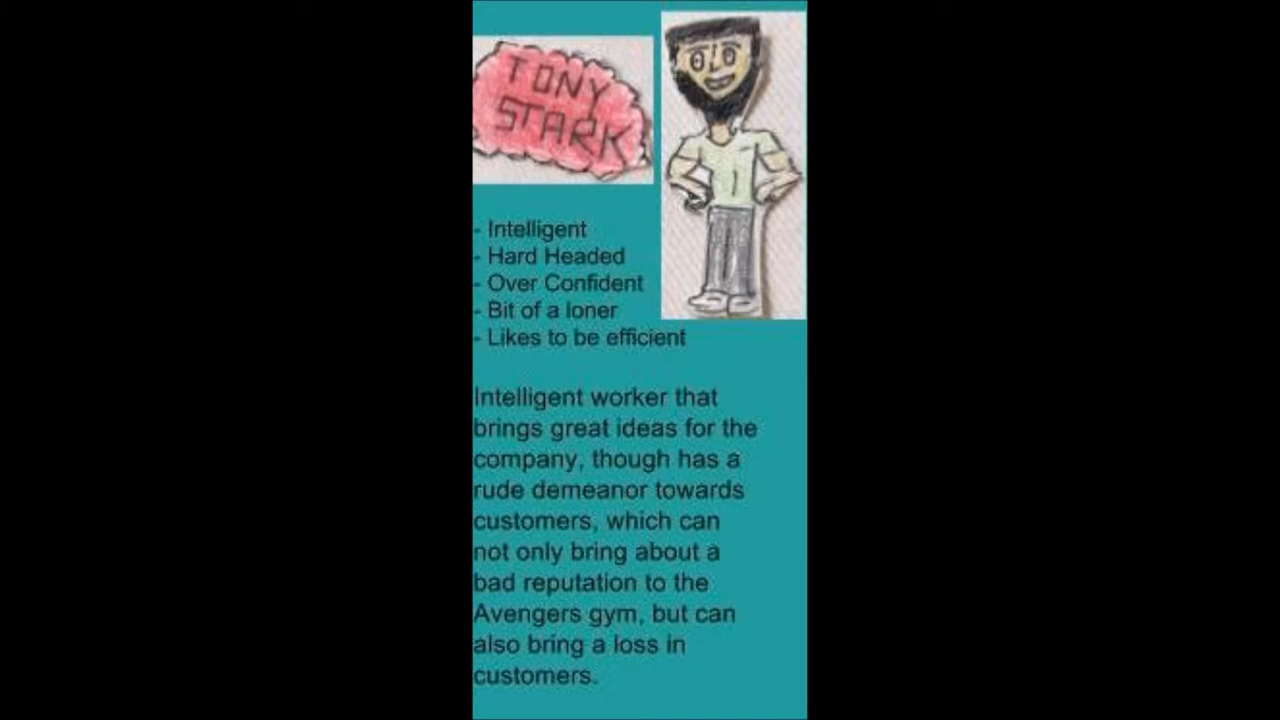 TONY
STARK
- Intelligent
- Hard Headed
- Over Confident
- Bit of a loner
- Likes to be efficient
Intelligent worker that
brings great ideas for the
company, though has a
rude demeanor towards
customers, which can
not only bring about a
bad reputation to the
Avengers gym, but can
also bring a loss in
customers.